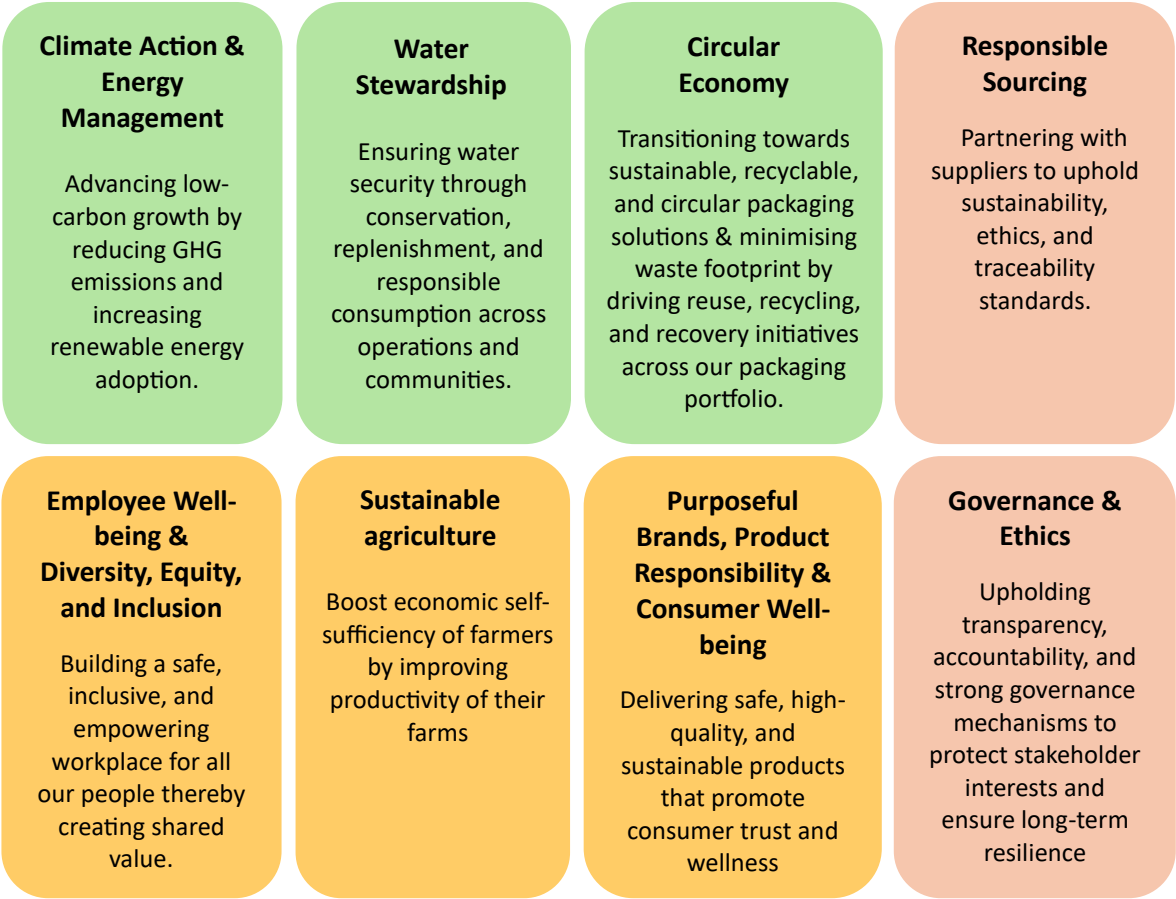 Climate Action &
Energy
Management
Advancing low-
carbon growth by
reducing GHG
emissions and
increasing
renewable energy
adoption.
Water
Stewardship
Ensuring water
security through
conservation,
replenishment, and
responsible
consumption across
operations and
communities.
Circular
Economy
Transitioning towards
sustainable, recyclable,
and circular packaging
solutions & minimising
waste footprint by
driving reuse, recycling,
and recovery initiatives
across our packaging
portfolio.
Responsible
Sourcing
Partnering with
suppliers to uphold
sustainability,
ethics, and
traceability
standards.
Employee Well-
being &
Diversity, Equity,
and Inclusion
Building a safe,
inclusive, and
empowering
workplace for all
our people thereby
creating shared
value.
Sustainable
agriculture
Boost economic self-
sufficiency of farmers
by improving
productivity of their
farms
Purposeful
Brands, Product
Responsibility &
Consumer Well-
being
Delivering safe, high-
quality, and
sustainable products
that promote
consumer trust and
wellness
Governance &
Ethics
Upholding
transparency,
accountability, and
strong governance
mechanisms to
protect stakeholder
interests and
ensure long-term
resilience